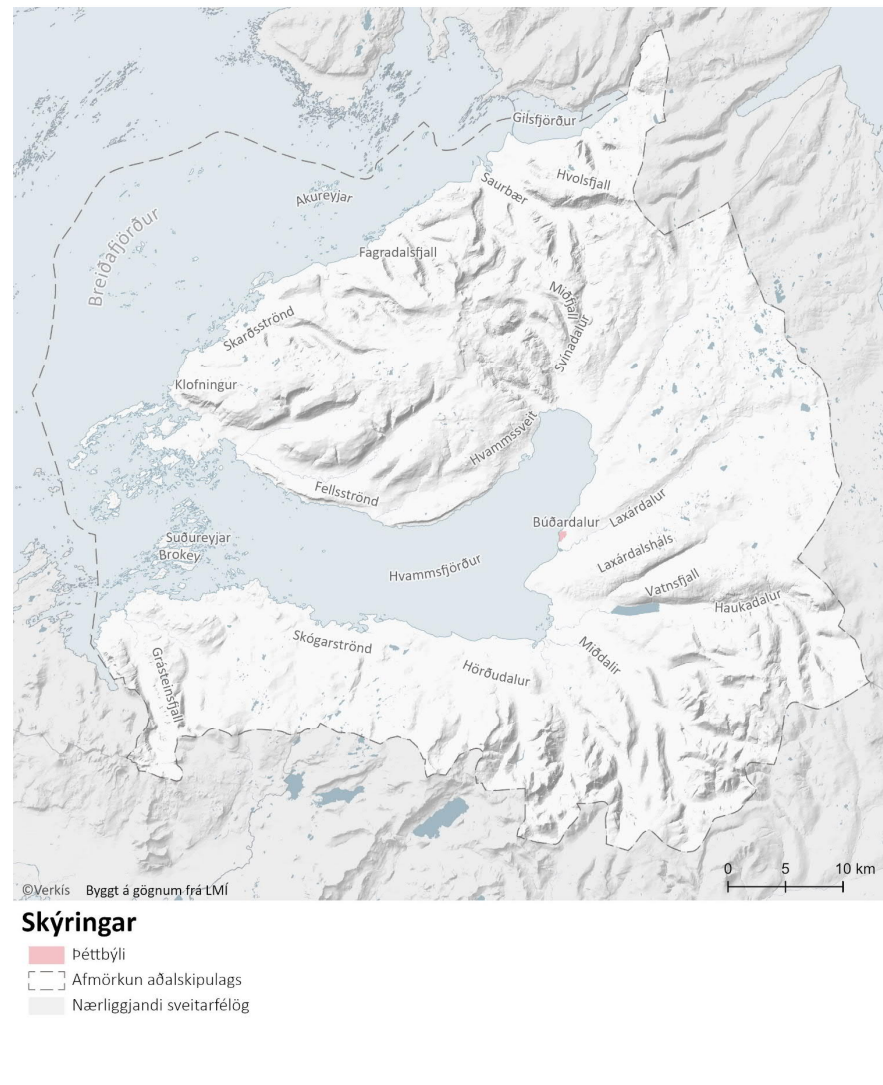 Gilsfjörður
Hvolsfjall
Saurbær
Akureyjar
Breiðafjörður
Fagradalsfjall
Miðfjall
Svínadalur
Skarðsströnd
Klofningur
Hvammssveit
Fellsströnd
Laxárdalur
Búðardalur
Suðureyjar
Brokey
Laxárdalsháls
Hvammsfjörður
Vatnsfjall
Haukadalur
Skógarströnd
Miðdalir
Grásteinsfjall
Hörðudalur
0 5 10 km
©Verkís Byggt á gögnum frá LMÍ
Skýringar
Þéttbýli
Afmörkun aðalskipulags
Nærliggjandi sveitarfélög